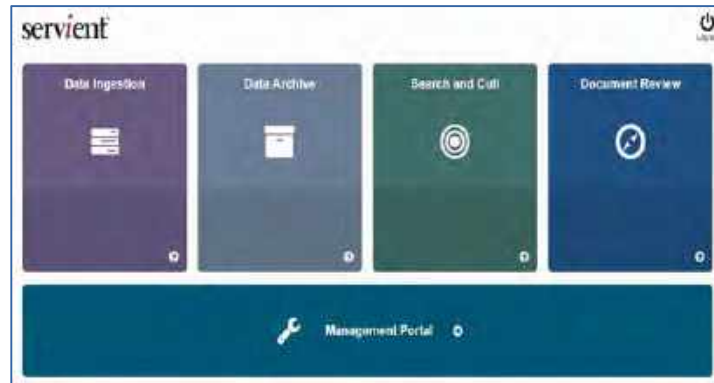 servient
Data Ingestion
Data Archive
Search and Cull
Document Review
Management Portal